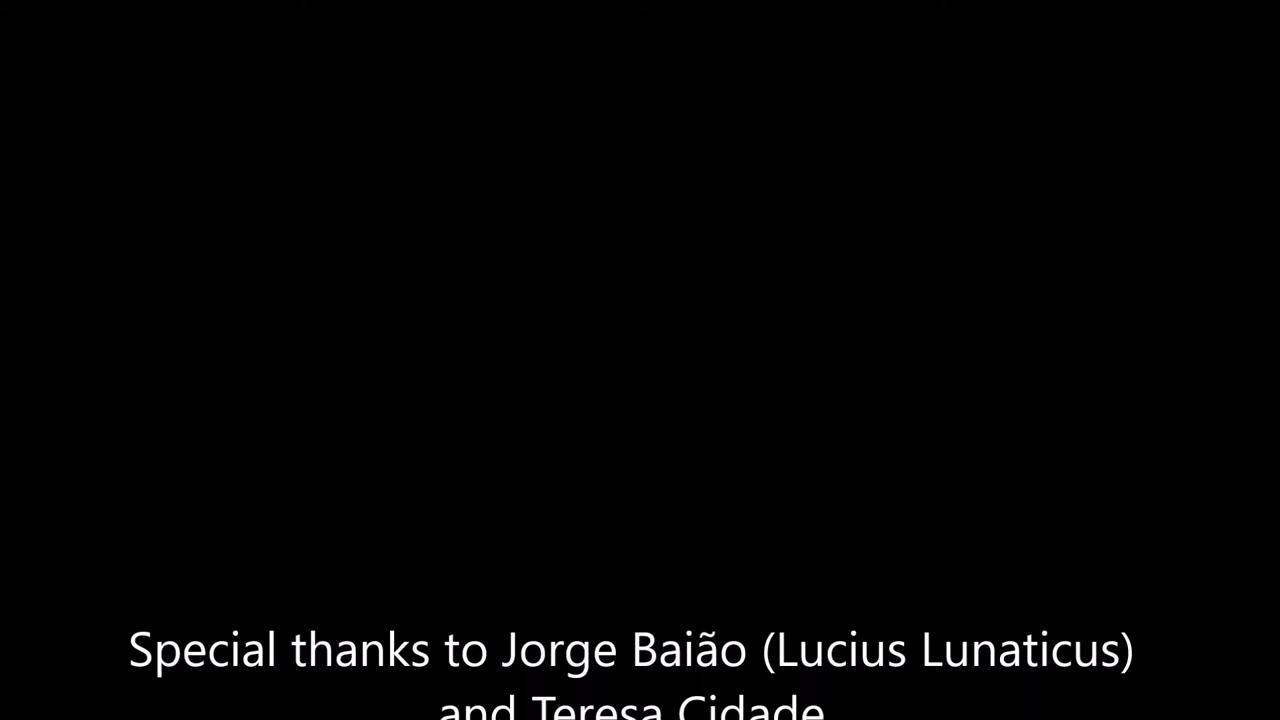 Special thanks to Jorge Baião (Lucius Lunaticus)
and Teresa Cidade